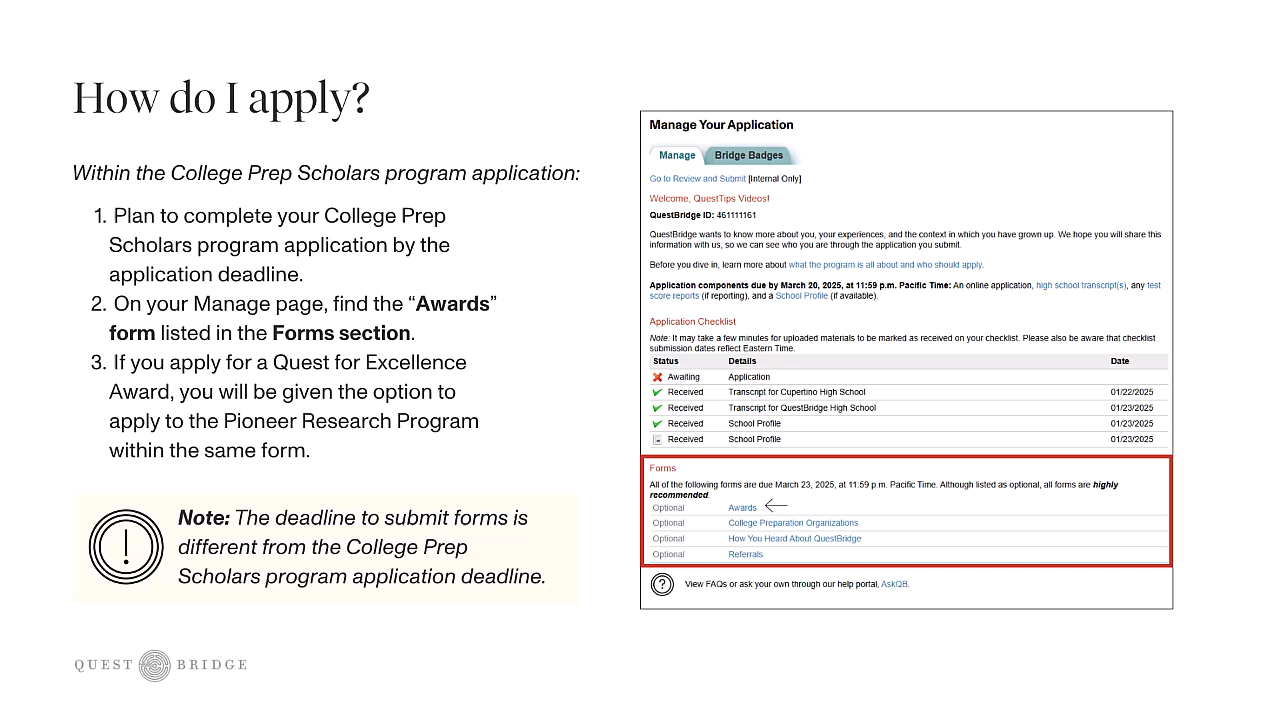 How do I apply?
Within the College Prep Scholars program application:
1. Plan to complete your College Prep
Scholars program application by the
application deadline.
2. On your Manage page, find the “Awards”
form listed in the Forms section.
3. If you apply for a Quest for Excellence
Award, you will be given the option to
apply to the Pioneer Research Program
within the same form.
Note: The deadline to submit forms is
different from the College Prep
Scholars program application deadline.
QUEST BRIDGE
Manage Your Application
Manage Bridge Badges
Go to Review and Submit [Internal Only]
Welcome, QuestTips Videos!
QuestBridge ID: 461111161
QuestBridge wants to know more about you, your experiences, and the context in which you have grown up. We hope you will share this
information with us, so we can see who you are through the application you submit.
Before you dive in, learn more about what the program is all about and who should apply.
Application components due by March 20, 2025, at 11:59 p.m. Pacific Time: An online application, high school transcript(s), any test
score reports (if reporting), and a School Profile (if available).
Application Checklist
Note: It may take a few minutes for uploaded materials to be marked as received on your checklist. Please also be aware that checklist
submission dates reflect Eastern Time.
Status Details Date
Awaiting Application
Received Transcript for Cupertino High School 01/22/2025
Received Transcript for QuestBridge High School 01/23/2025
Received School Profile 01/23/2025
Received School Profile 01/23/2025
Forms
All of the following forms are due March 23, 2025, at 11:59 p.m. Pacific Time. Although listed as optional, all forms are highly
recommended.
Optional Awards
Optional College Preparation Organizations
Optional How You Heard About QuestBridge
Optional Referrals
View FAQs or ask your own through our help portal, AskQB.